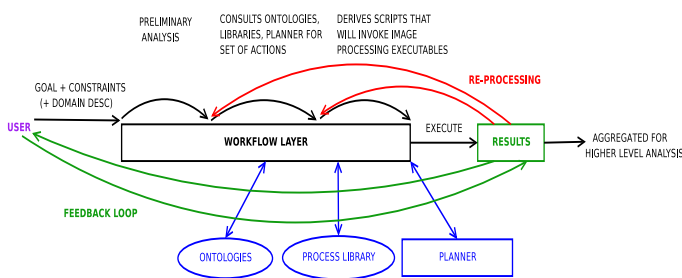 PRELIMINARY
ANALYSIS
CONSULTS ONTOLOGIES,
LIBRARIES, PLANNER FOR
SET OF ACTIONS
DERIVES SCRIPTS THAT
WILL INVOKE IMAGE
PROCESSING EXECUTABLES
RE-PROCESSING
GOAL + CONSTRAINTS
(+ DOMAIN DESC)
USER
WORKFLOW LAYER
EXECUTE
RESULTS
AGGREGATED FOR
HIGHER LEVEL ANALYSIS
FEEDBACK LOOP
ONTOLOGIES
PROCESS LIBRARY
PLANNER